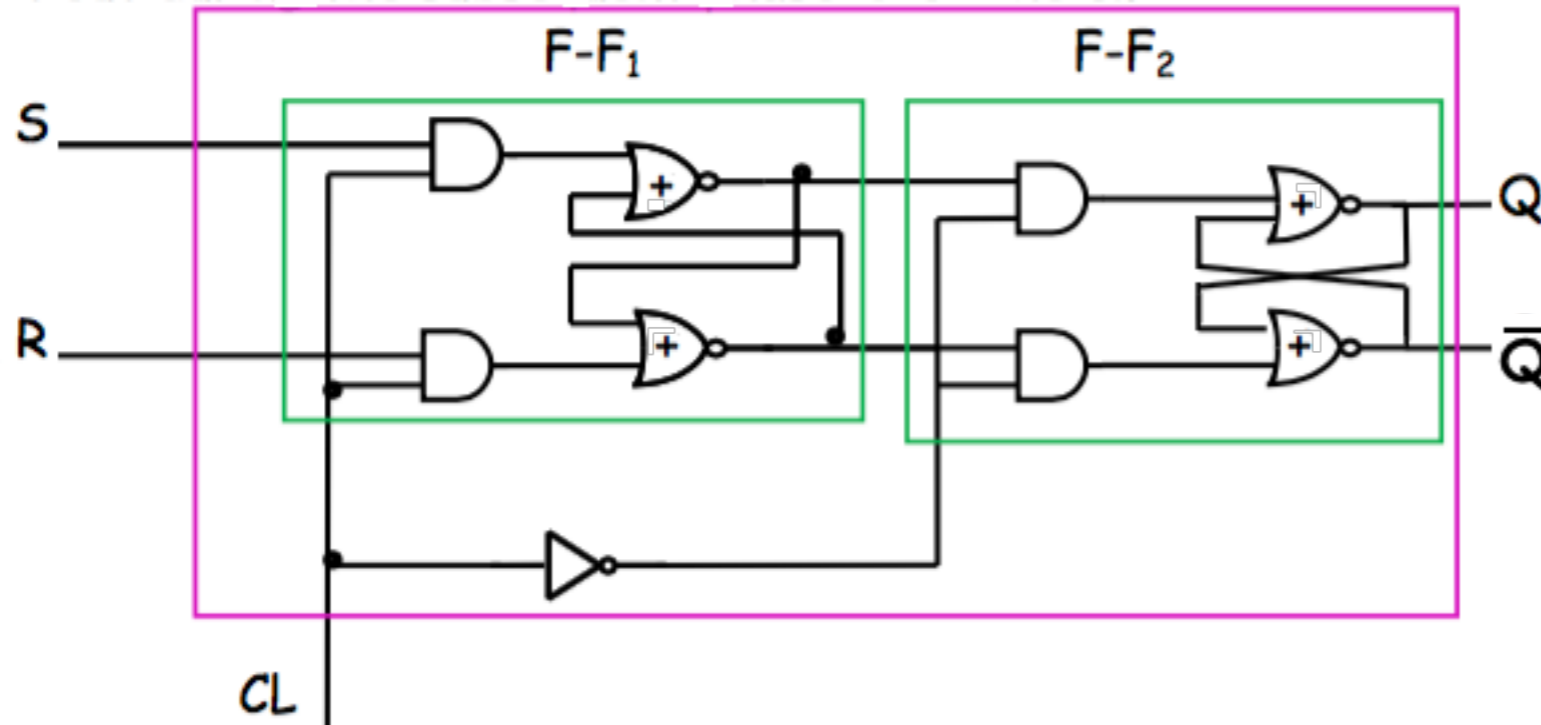 F-F₁ F-F₂
S
+ +
Q
R
+ +
Q̅
CL